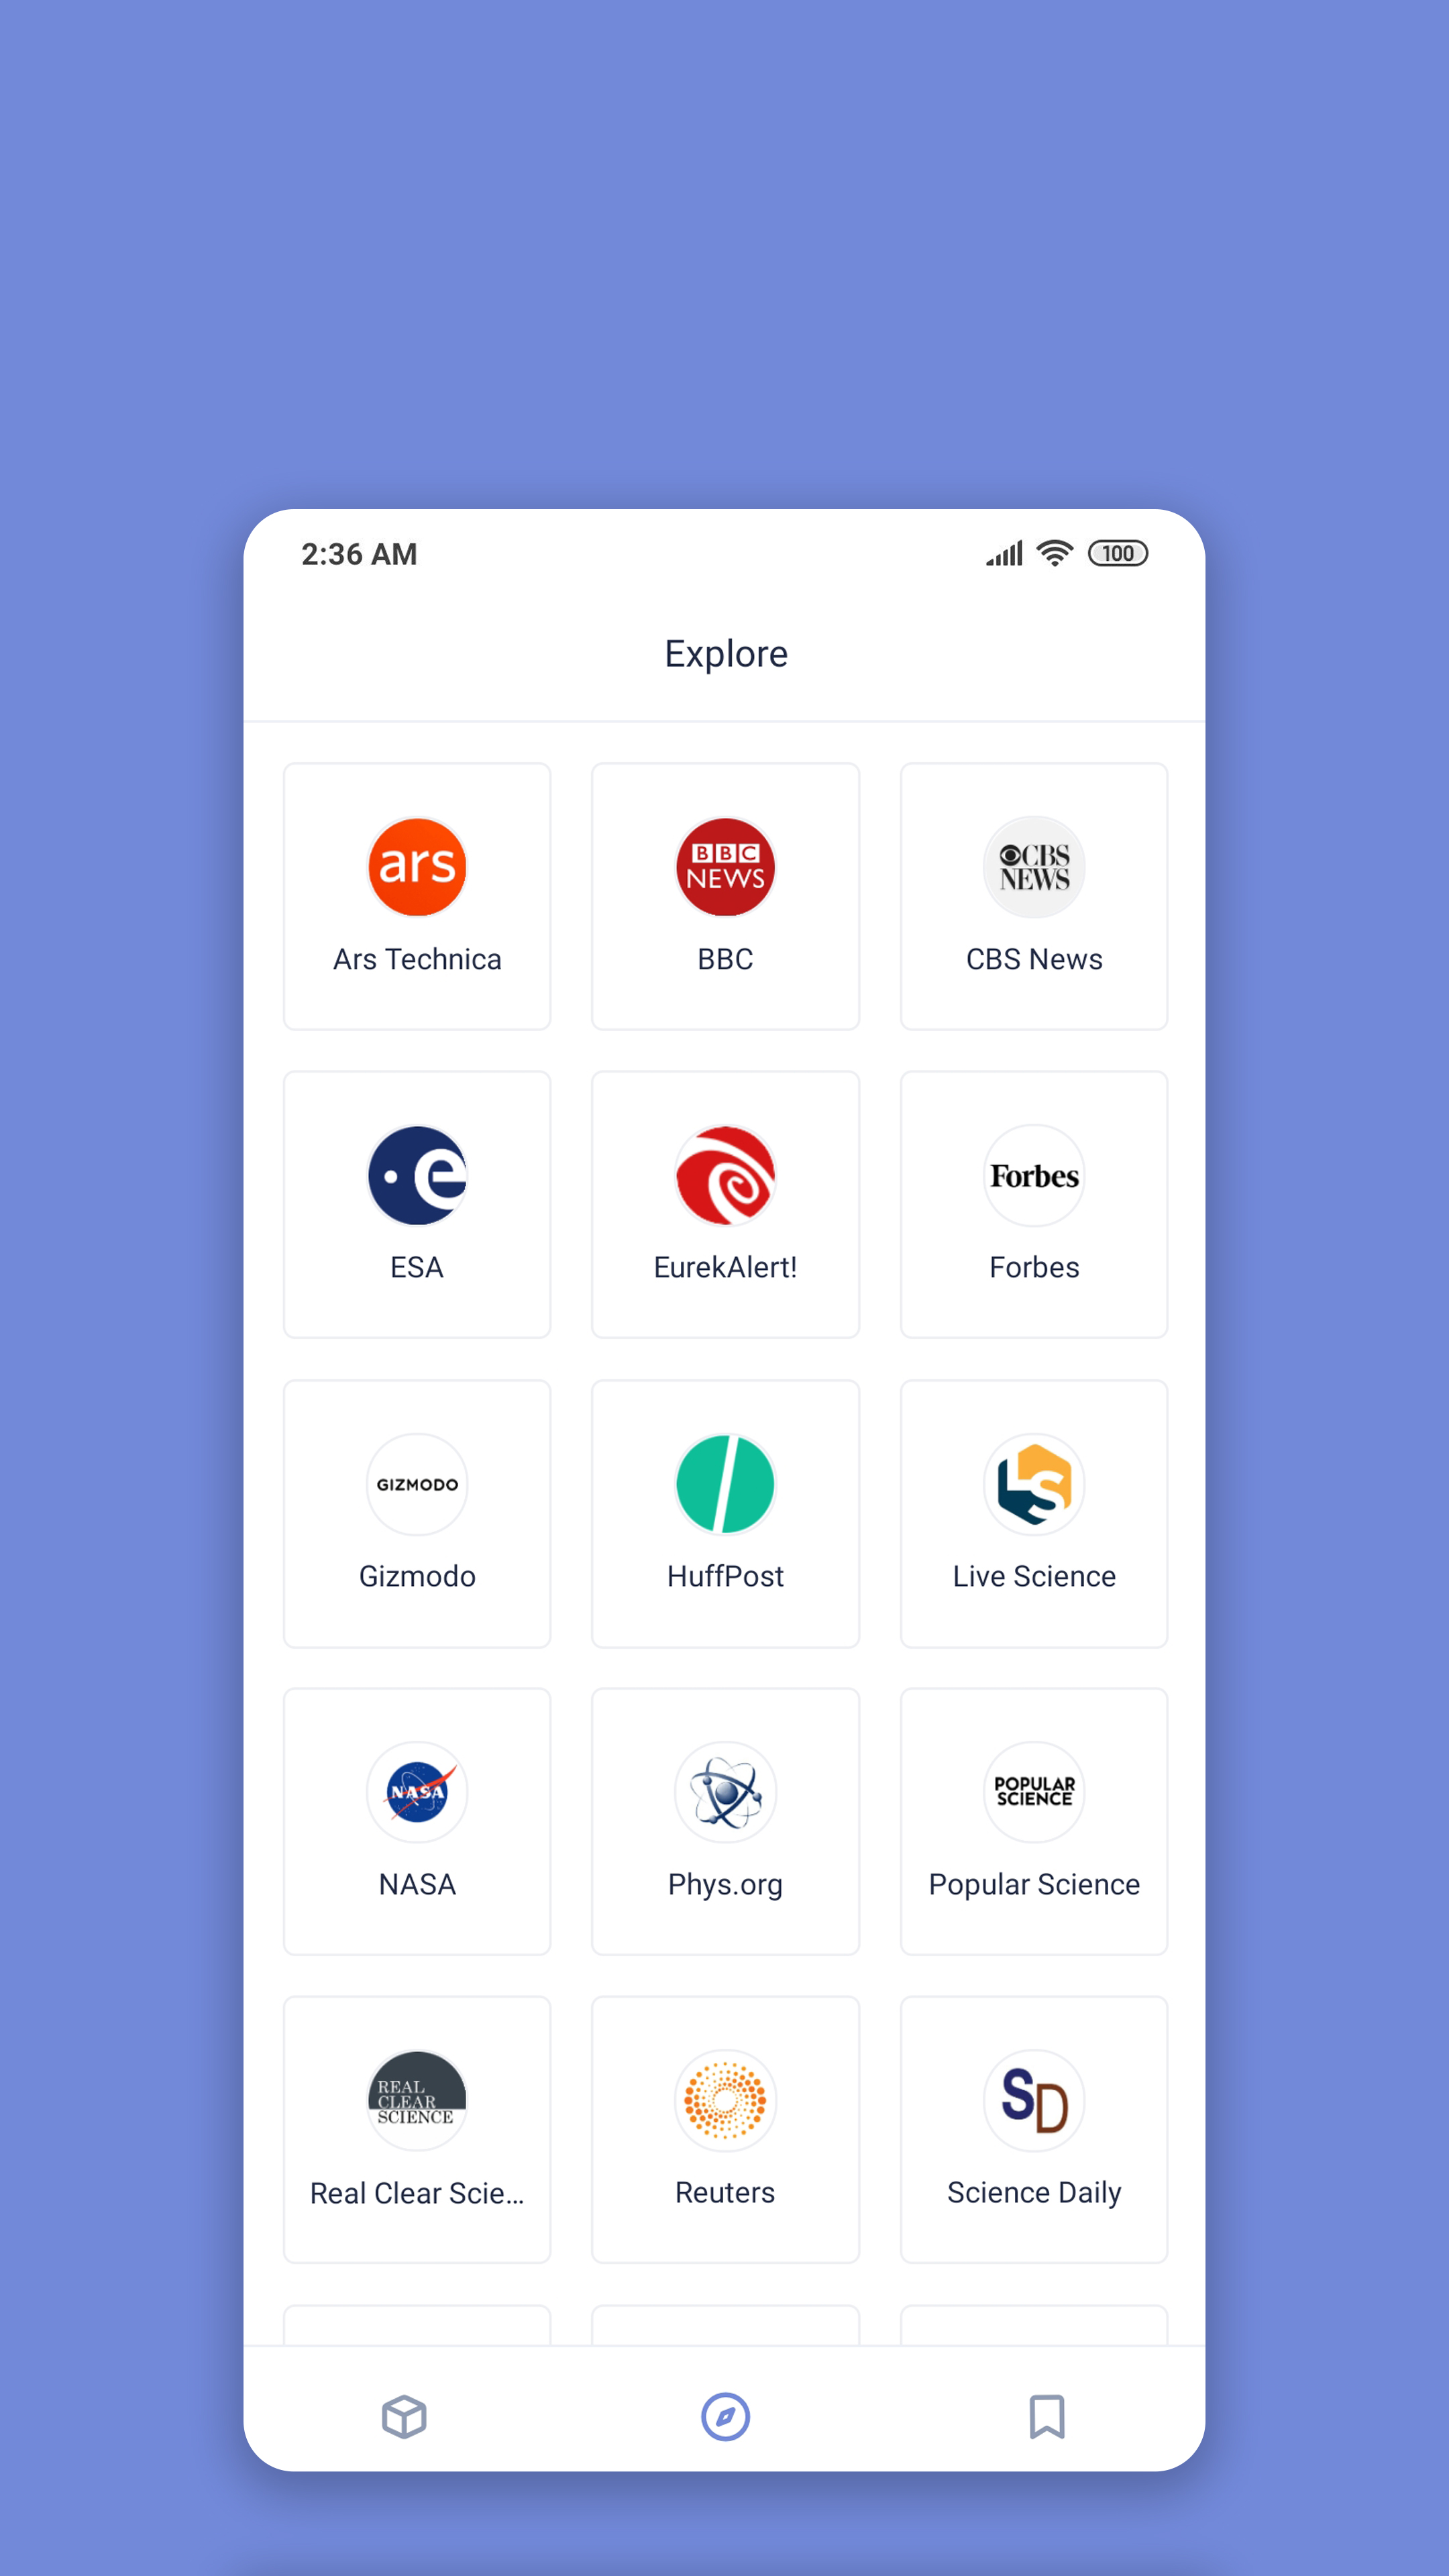 2:36 AM
100
Explore
ars
BBC
NEWS
CBS
NEWS
Ars Technica
BBC
CBS News
e
Forbes
ESA
EurekAlert!
Forbes
GIZMODO
LS
Gizmodo
HuffPost
Live Science
NASA
POPULAR
SCIENCE
NASA
Phys.org
Popular Science
REAL
CLEAR
SCIENCE
SD
Real Clear Scie...
Reuters
Science Daily